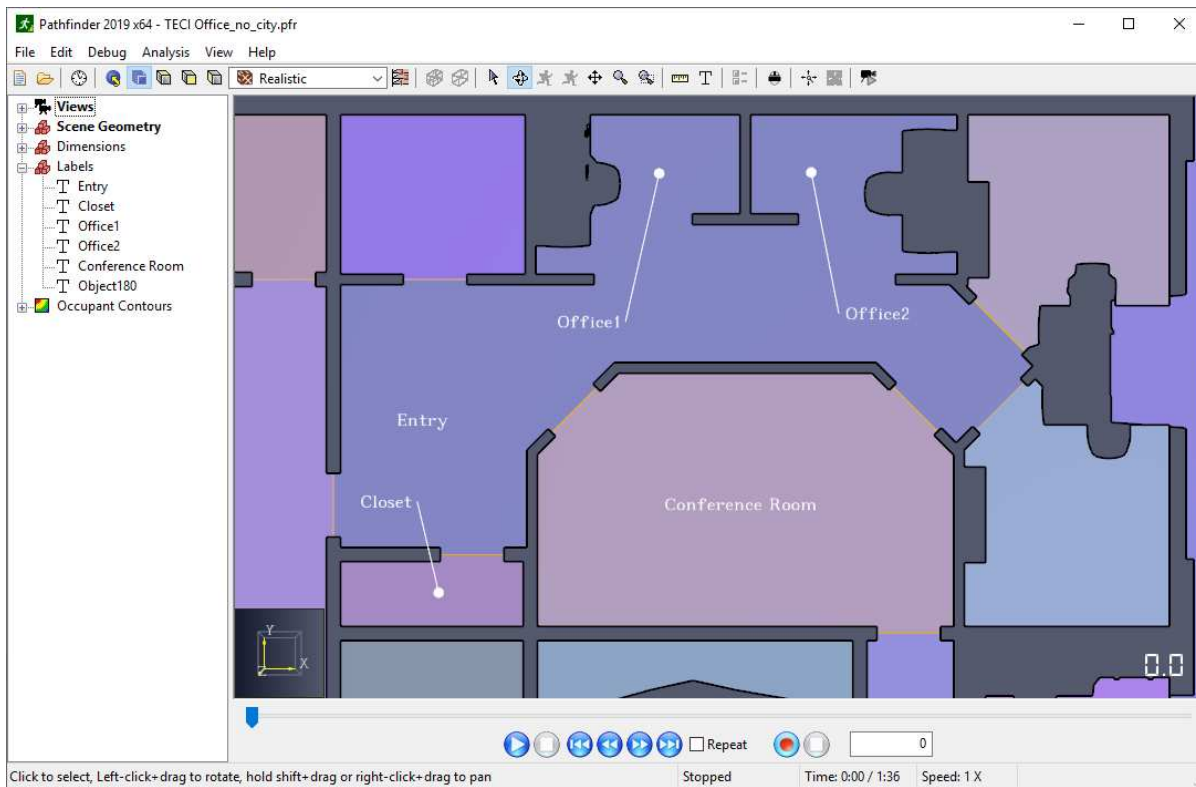 Pathfinder 2019 x64 - TECI Office_no_city.pfr
File Edit Debug Analysis View Help
Realistic
Views
Scene Geometry
Dimensions
Labels
Entry
Closet
Office1
Office2
Conference Room
Object180
Occupant Contours
Office1
Office2
Entry
Closet
Conference Room
Y
Z X
0.0
Repeat
0
Click to select, Left-click+drag to rotate, hold shift+drag or right-click+drag to pan Stopped Time: 0:00 / 1:36 Speed: 1 X